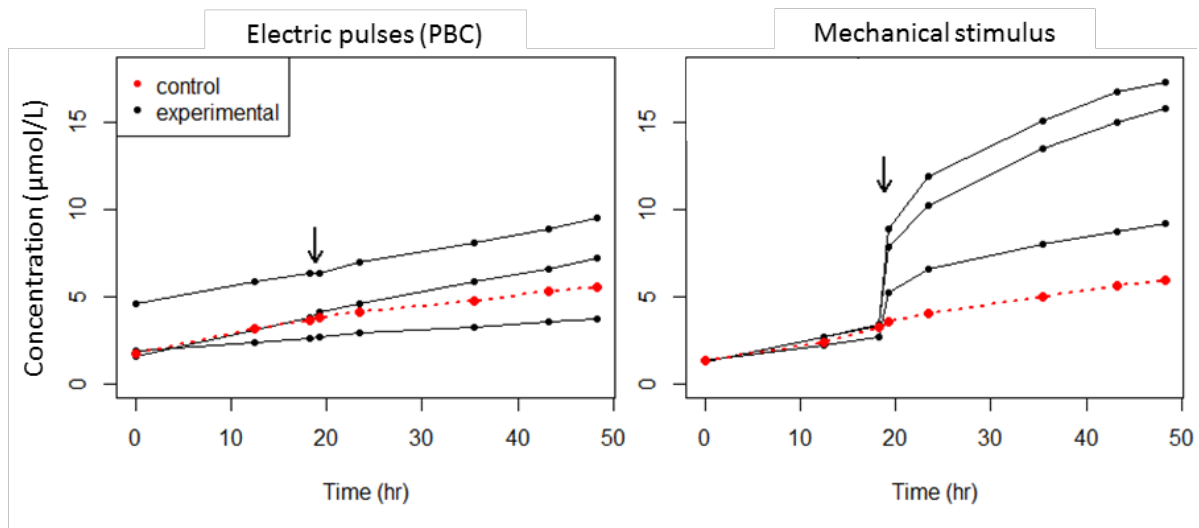 Electric pulses (PBC)
Mechanical stimulus
control
experimental
Concentration (µmol/L)
15
10
5
0
0 10 20 30 40 50
Time (hr)
15
10
5
0
0 10 20 30 40 50
Time (hr)